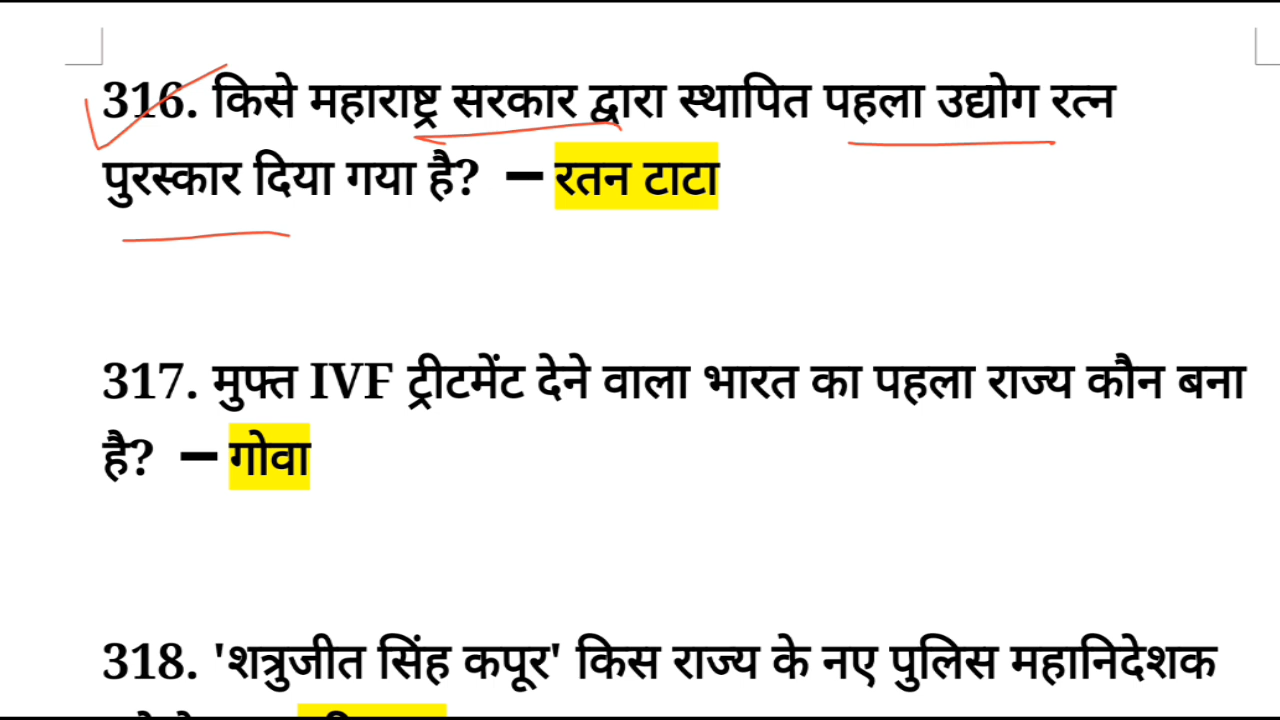 316. किसे महाराष्ट्र सरकार द्वारा स्थापित पहला उद्योग रत्न
पुरस्कार दिया गया है? – रतन टाटा
317. मुफ्त IVF ट्रीटमेंट देने वाला भारत का पहला राज्य कौन बना
है? – गोवा
318. 'शत्रुजीत सिंह कपूर' किस राज्य के नए पुलिस महानिदेशक